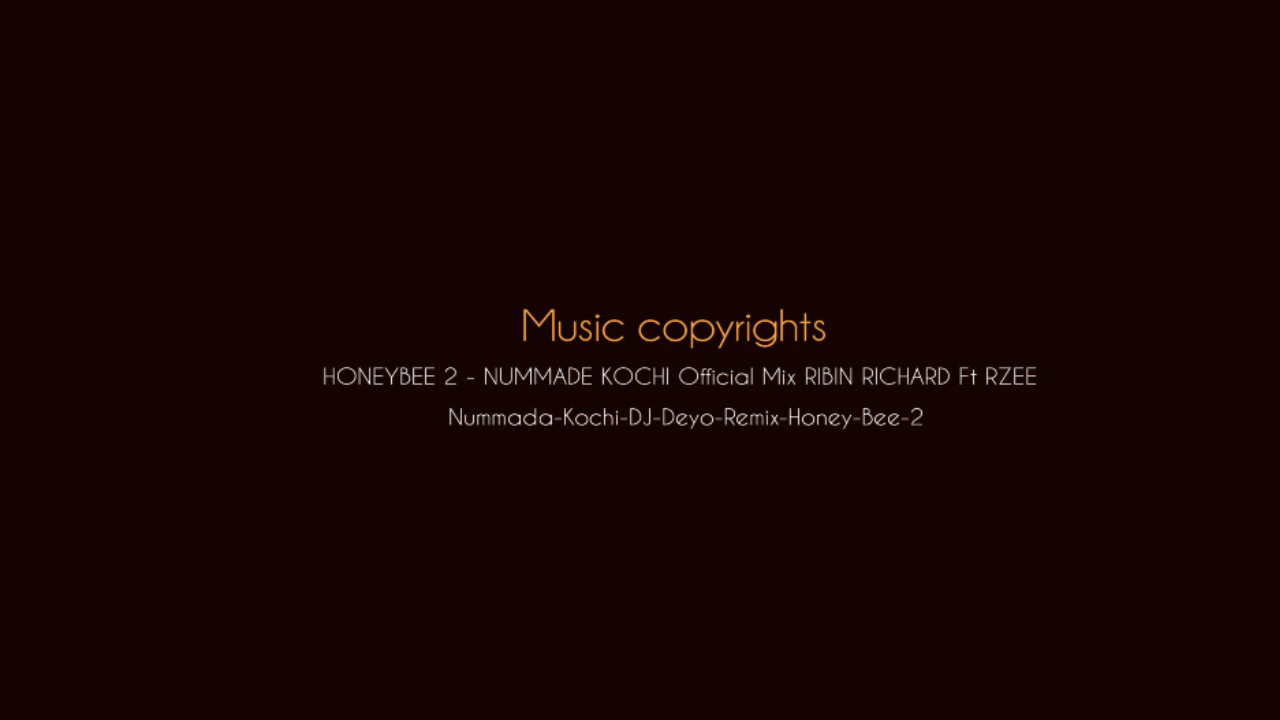 Music copyrights
HONEYBEE 2 - NUMMADE KOCHI Official Mix RIBIN RICHARD Ft RZEE
Nummada-Kochi-DJ-Deyo-Remix-Honey-Bee-2